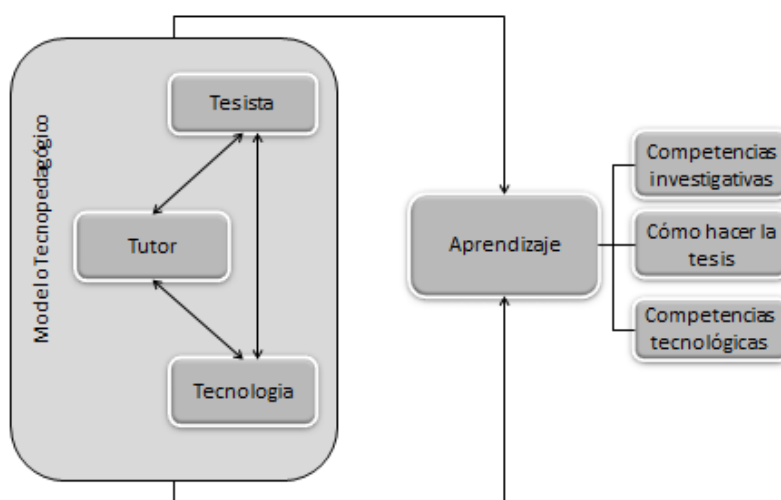 Modelo Tecnopedagógico
Tesista
Tutor
Tecnologia
Aprendizaje
Competencias
investigativas
Cómo hacer la
tesis
Competencias
tecnológicas